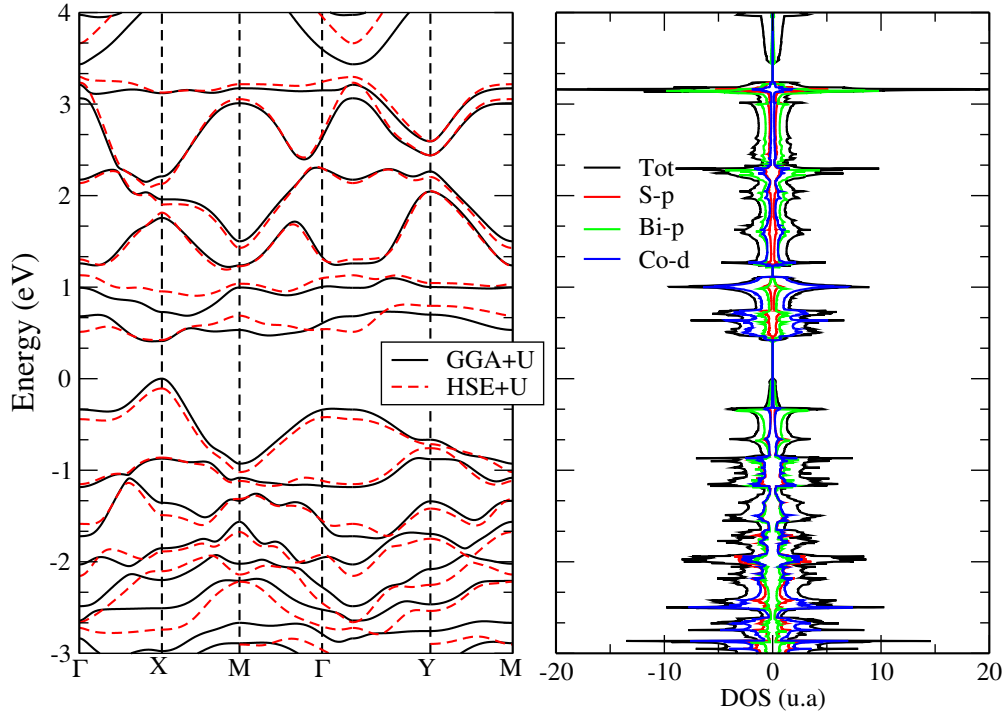 4
3
2
1
0
-1
-2
-3
Energy (eV)
Γ X M Γ Y M
GGA+U
HSE+U
Tot
S-p
Bi-p
Co-d
-20 -10 0 10 20
DOS (u.a)